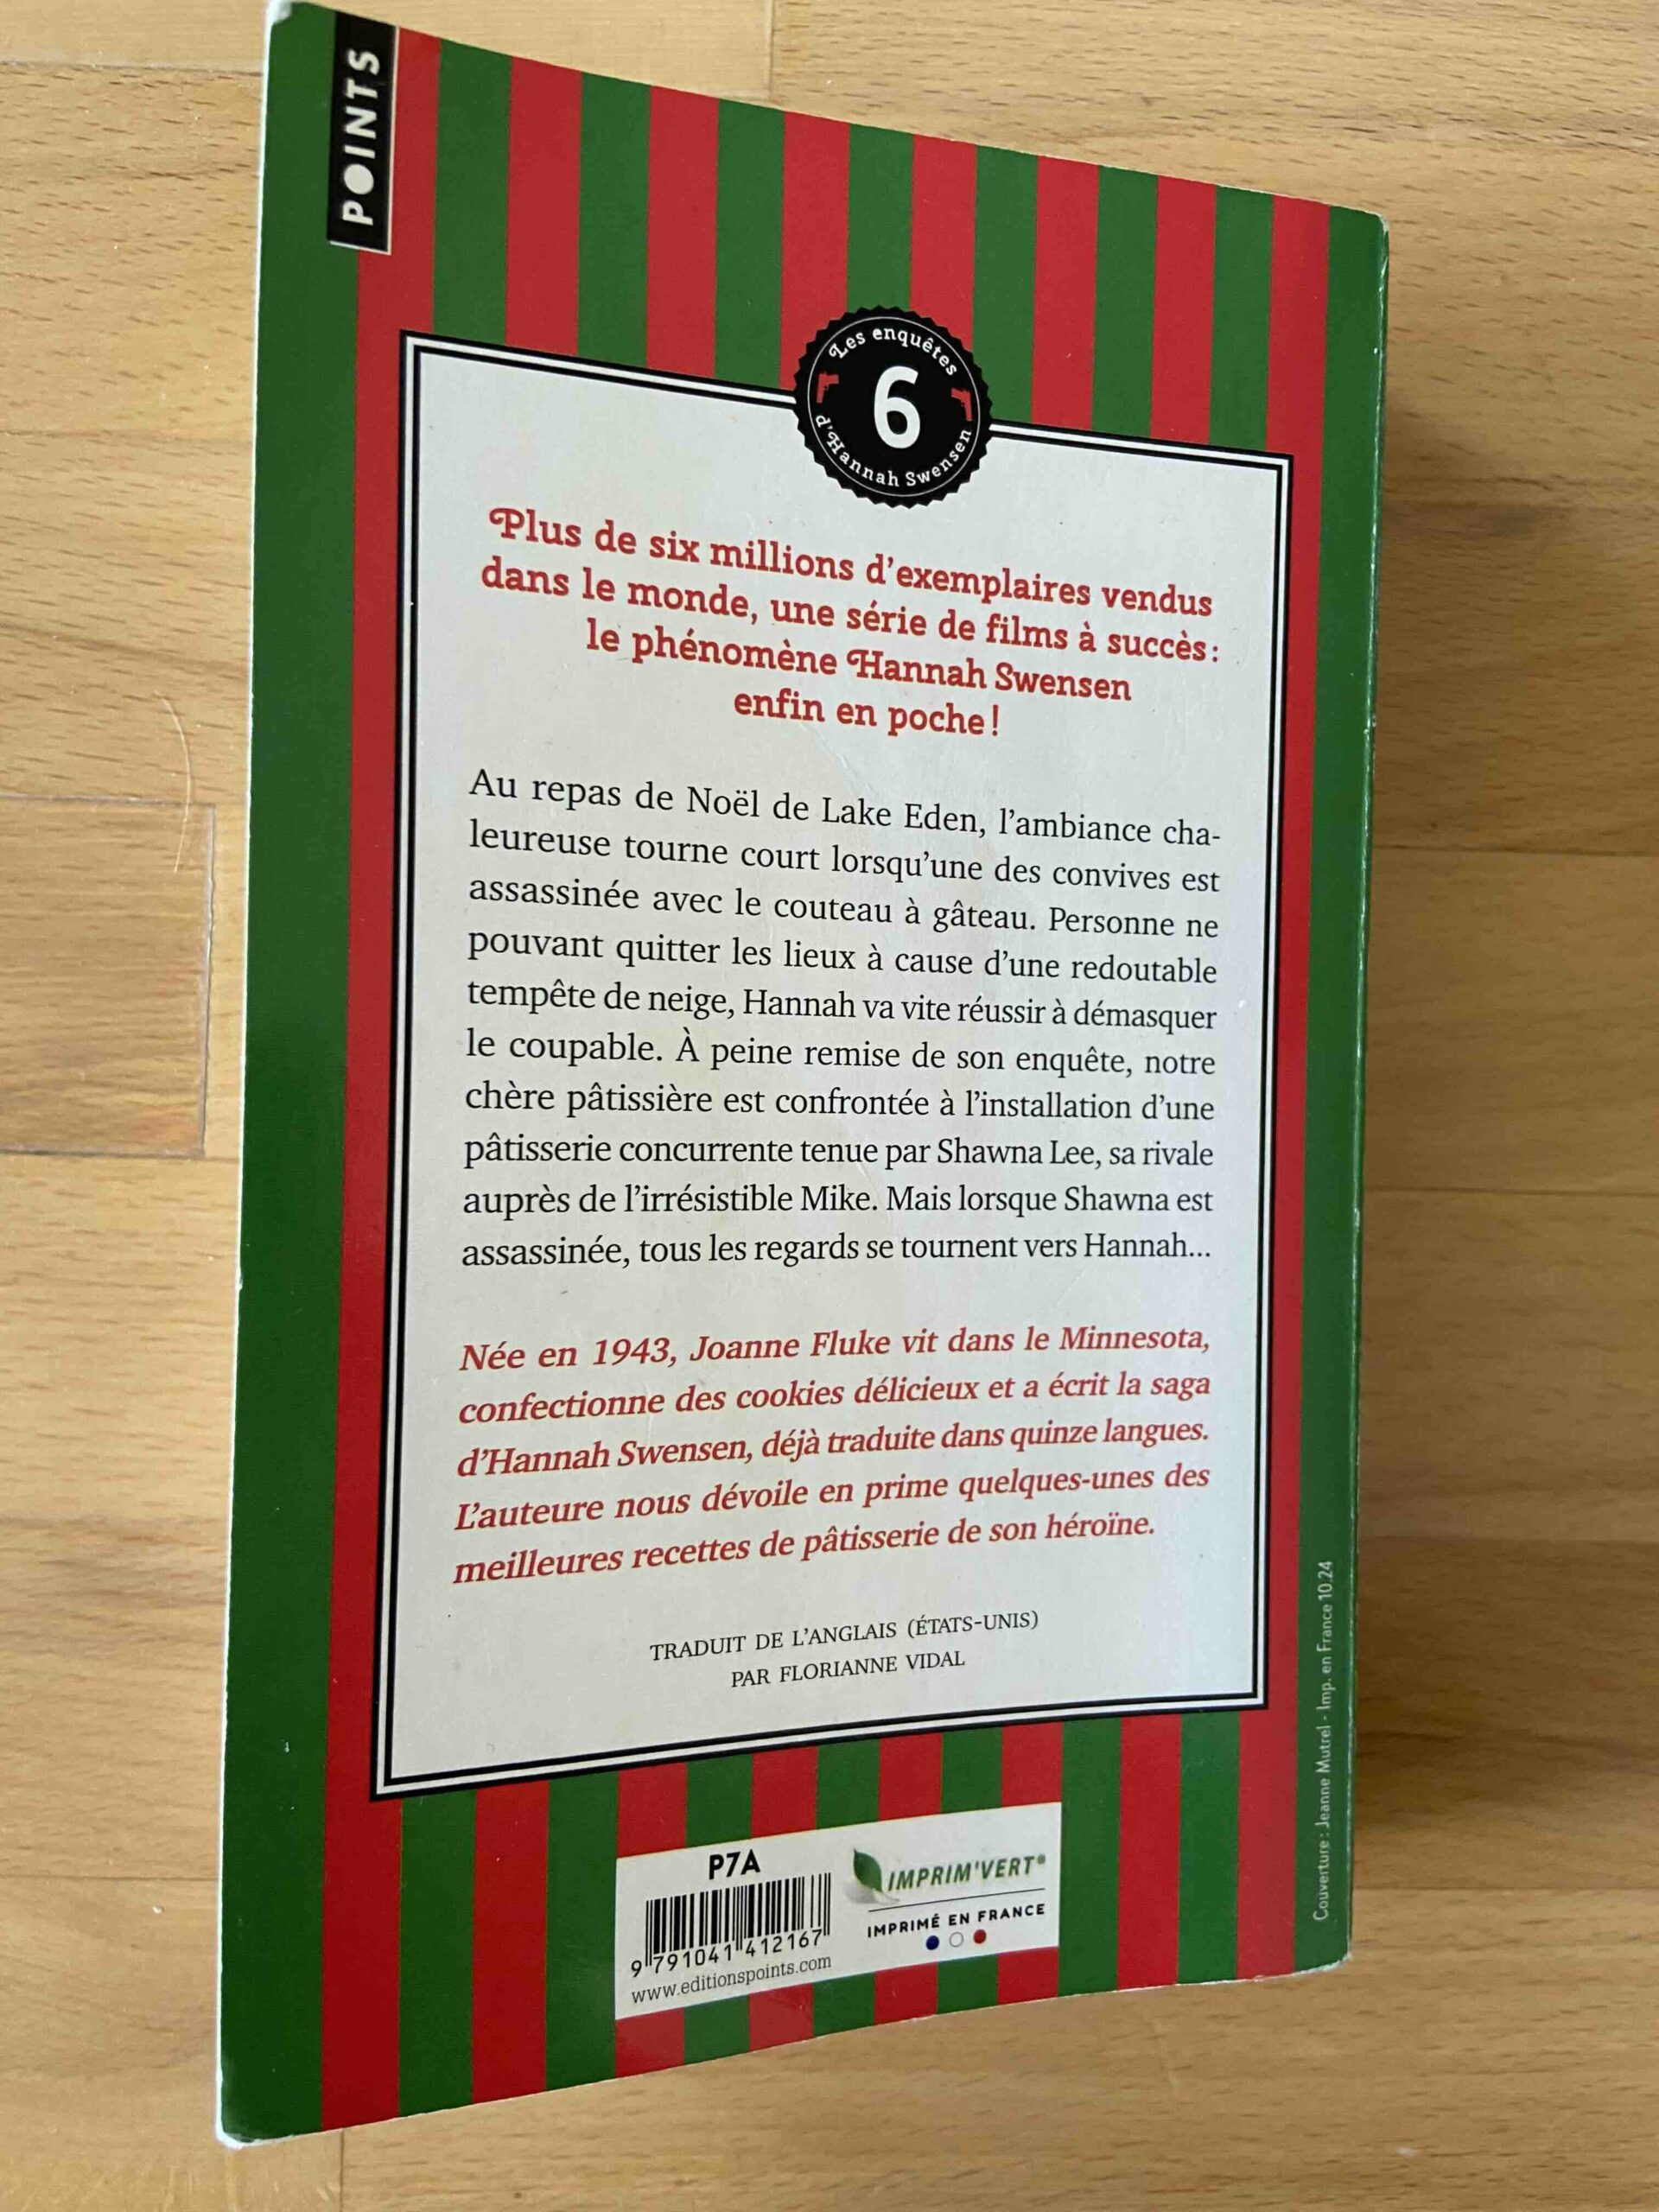 POINTS
Les enquêtes
6
d'Hannah Swensen
Plus de six millions d'exemplaires vendus
dans le monde, une série de films à succès :
le phénomène Hannah Swensen
enfin en poche !
Au repas de Noël de Lake Eden, l'ambiance cha-
leureuse tourne court lorsqu'une des convives est
assassinée avec le couteau à gâteau. Personne ne
pouvant quitter les lieux à cause d'une redoutable
tempête de neige, Hannah va vite réussir à démasquer
le coupable. À peine remise de son enquête, notre
chère pâtissière est confrontée à l'installation d'une
pâtisserie concurrente tenue par Shawna Lee, sa rivale
auprès de l'irrésistible Mike. Mais lorsque Shawna est
assassinée, tous les regards se tournent vers Hannah...
Née en 1943, Joanne Fluke vit dans le Minnesota,
confectionne des cookies délicieux et a écrit la saga
d'Hannah Swensen, déjà traduite dans quinze langues.
L'auteure nous dévoile en prime quelques-unes des
meilleures recettes de pâtisserie de son héroïne.
TRADUIT DE L'ANGLAIS (ÉTATS-UNIS)
PAR FLORIANNE VIDAL
P7A
9 791041 412167
www.editionspoints.com
IMPRIM'VERT®
IMPRIMÉ EN FRANCE
Couverture : Jeanne Mutrel - Imp. en France 10.24